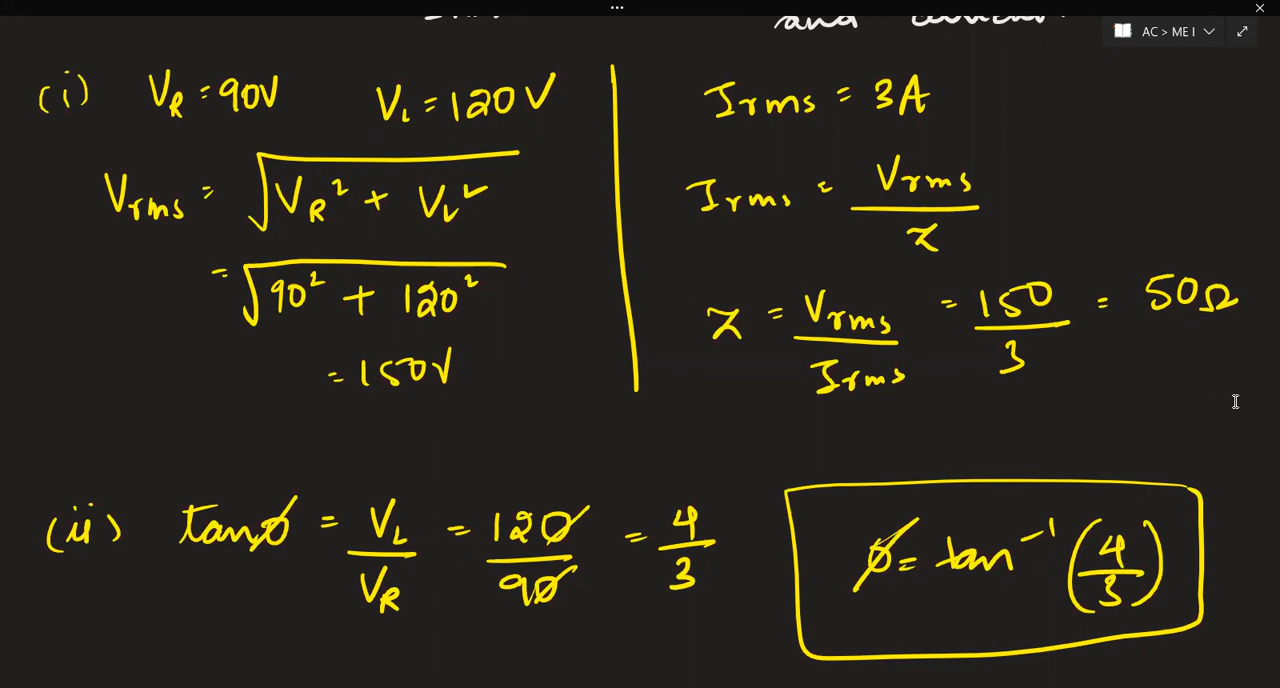 and
AC > ME I
(i) V_R = 90V V_L = 120V
V_rms = √(V_R² + V_L²)
= √(90² + 120²)
= 150V
I_rms = 3A
I_rms = V_rms / Z
Z = V_rms / I_rms = 150 / 3 = 50Ω
(ii) tanφ = V_L / V_R = 120 / 90 = 4 / 3
φ = tan⁻¹(4/3)